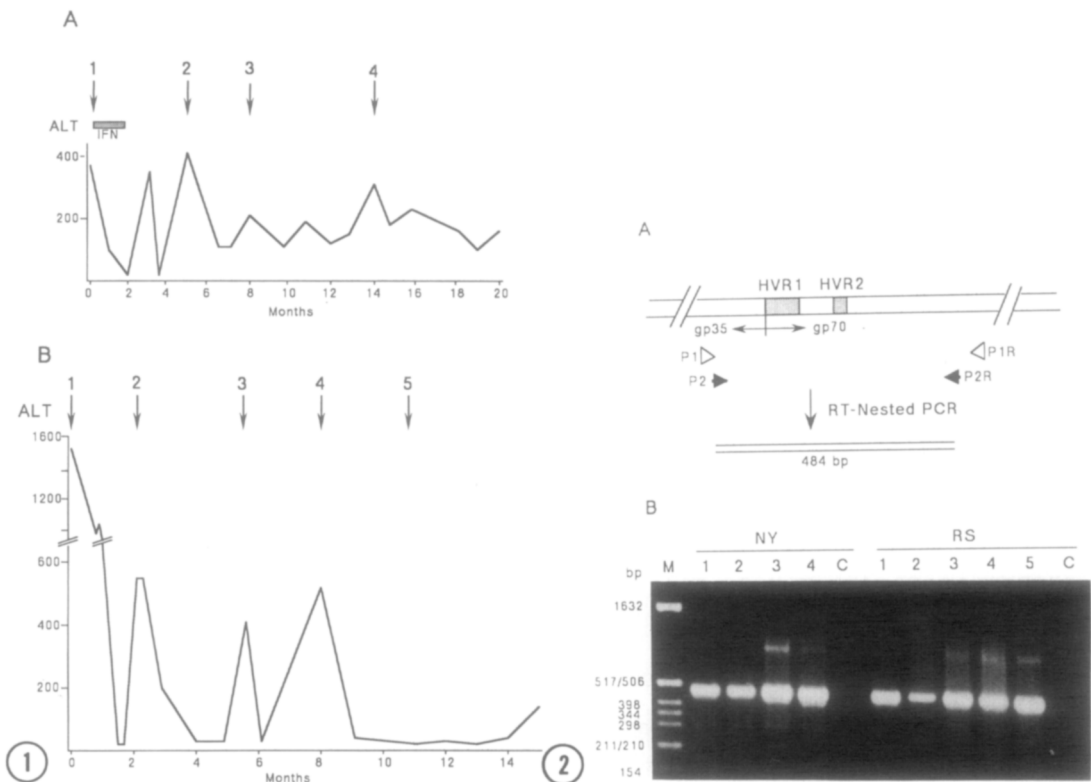 A
1 2 3 4
ALT
IFN
400
200
0 2 4 6 8 10 12 14 16 18 20
Months
B
1 2 3 4 5
ALT
1600
1200
600
400
200
0 2 4 6 8 10 12 14
Months
1
A
HVR1 HVR2
gp35 gp70
P1 P1R
P2 P2R
RT-Nested PCR
484 bp
B
NY RS
bp M 1 2 3 4 C 1 2 3 4 5 C
1632
517/506
398
344
298
211/210
154
2